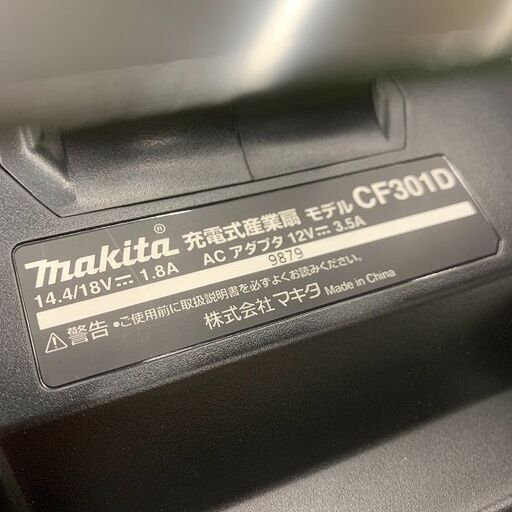 makita® 充電式産業扇 モデル CF301D
14.4/18V⎓ 1.8A AC アダプタ 12V⎓ 3.5A
9879
⚠警告 •ご使用前に取扱説明書を必ずよくお読みください。
株式会社マキタ Made in China